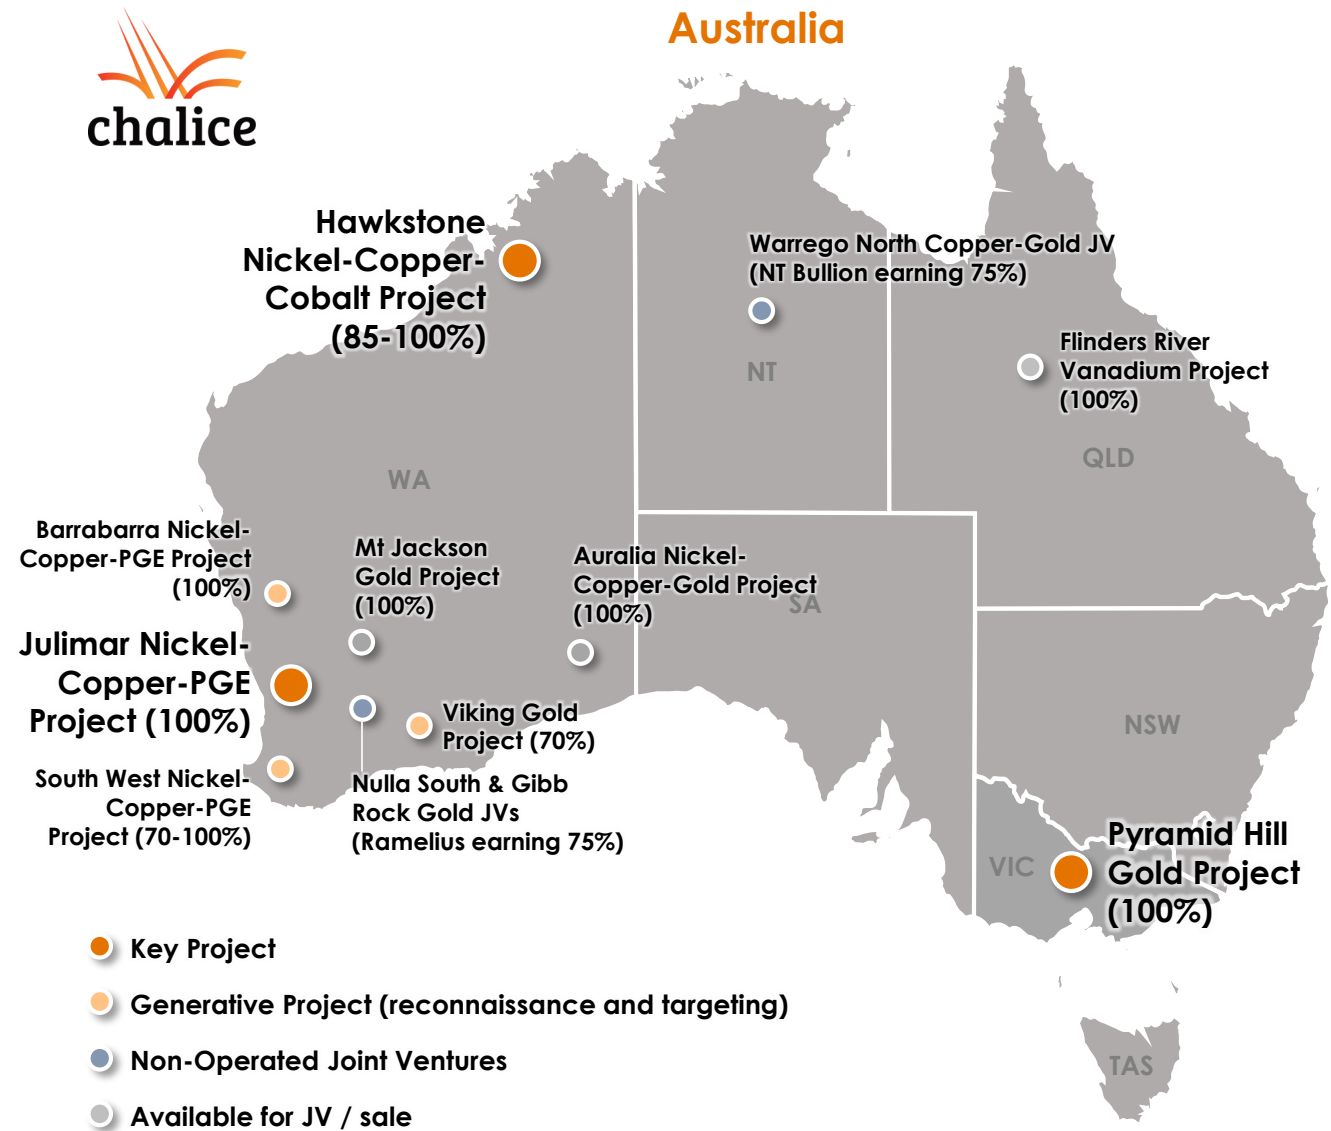 Australia
chalice
Hawkstone
Nickel-Copper-
Cobalt Project
(85-100%)
Warrego North Copper-Gold JV
(NT Bullion earning 75%)
Flinders River
Vanadium Project
(100%)
NT
QLD
WA
Barrabarra Nickel-
Copper-PGE Project
(100%)
Mt Jackson
Gold Project
(100%)
Auralia Nickel-
Copper-Gold Project
(100%)
SA
Julimar Nickel-
Copper-PGE
Project (100%)
Viking Gold
Project (70%)
NSW
South West Nickel-
Copper-PGE
Project (70-100%)
Nulla South & Gibb
Rock Gold JVs
(Ramelius earning 75%)
VIC
Pyramid Hill
Gold Project
(100%)
Key Project
Generative Project (reconnaissance and targeting)
Non-Operated Joint Ventures
Available for JV / sale
TAS